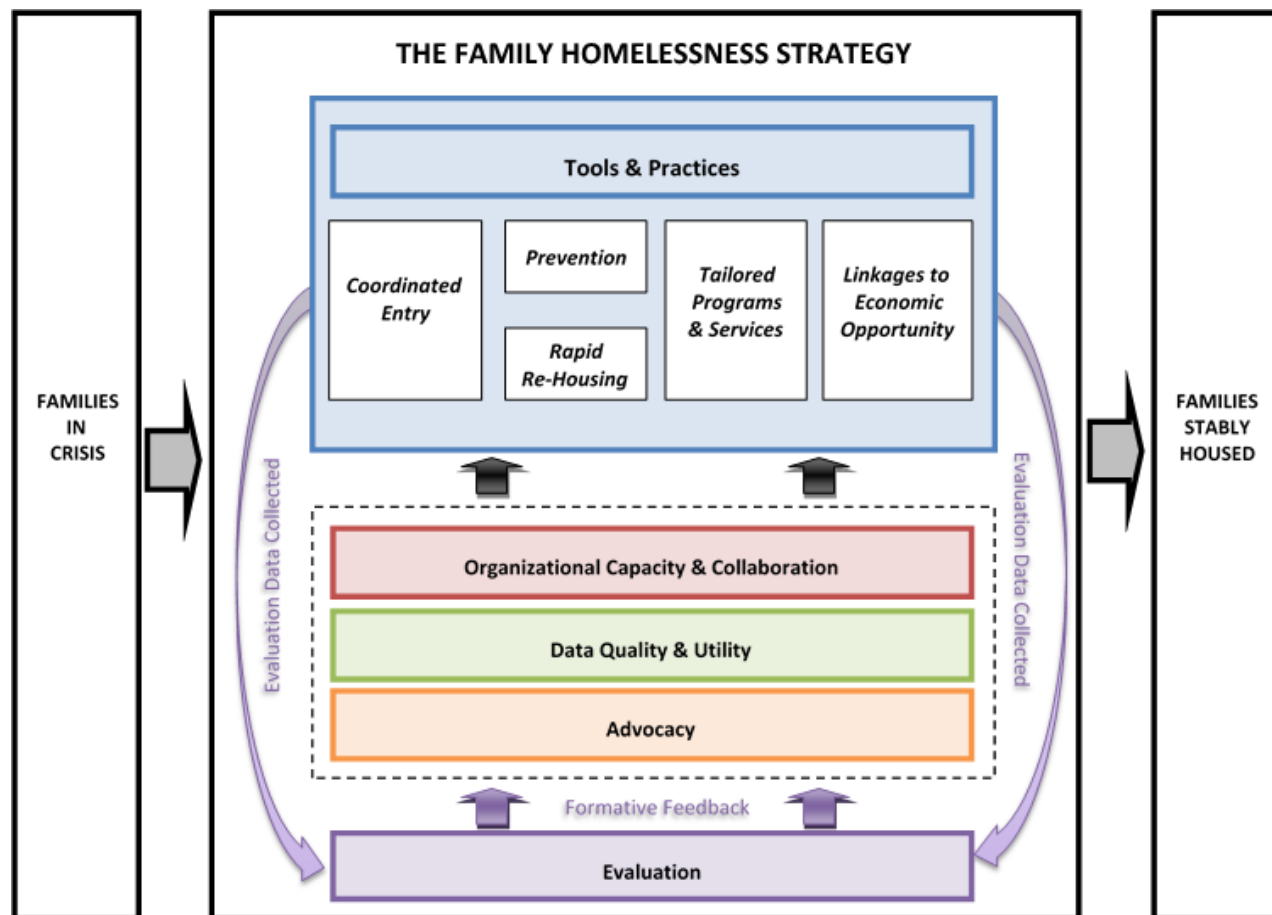 THE FAMILY HOMELESSNESS STRATEGY
FAMILIES
IN
CRISIS
Tools & Practices
Coordinated
Entry
Prevention
Rapid
Re-Housing
Tailored
Programs
& Services
Linkages to
Economic
Opportunity
Evaluation Data Collected
Evaluation Data Collected
Organizational Capacity & Collaboration
Data Quality & Utility
Advocacy
Formative Feedback
Evaluation
FAMILIES
STABLY
HOUSED